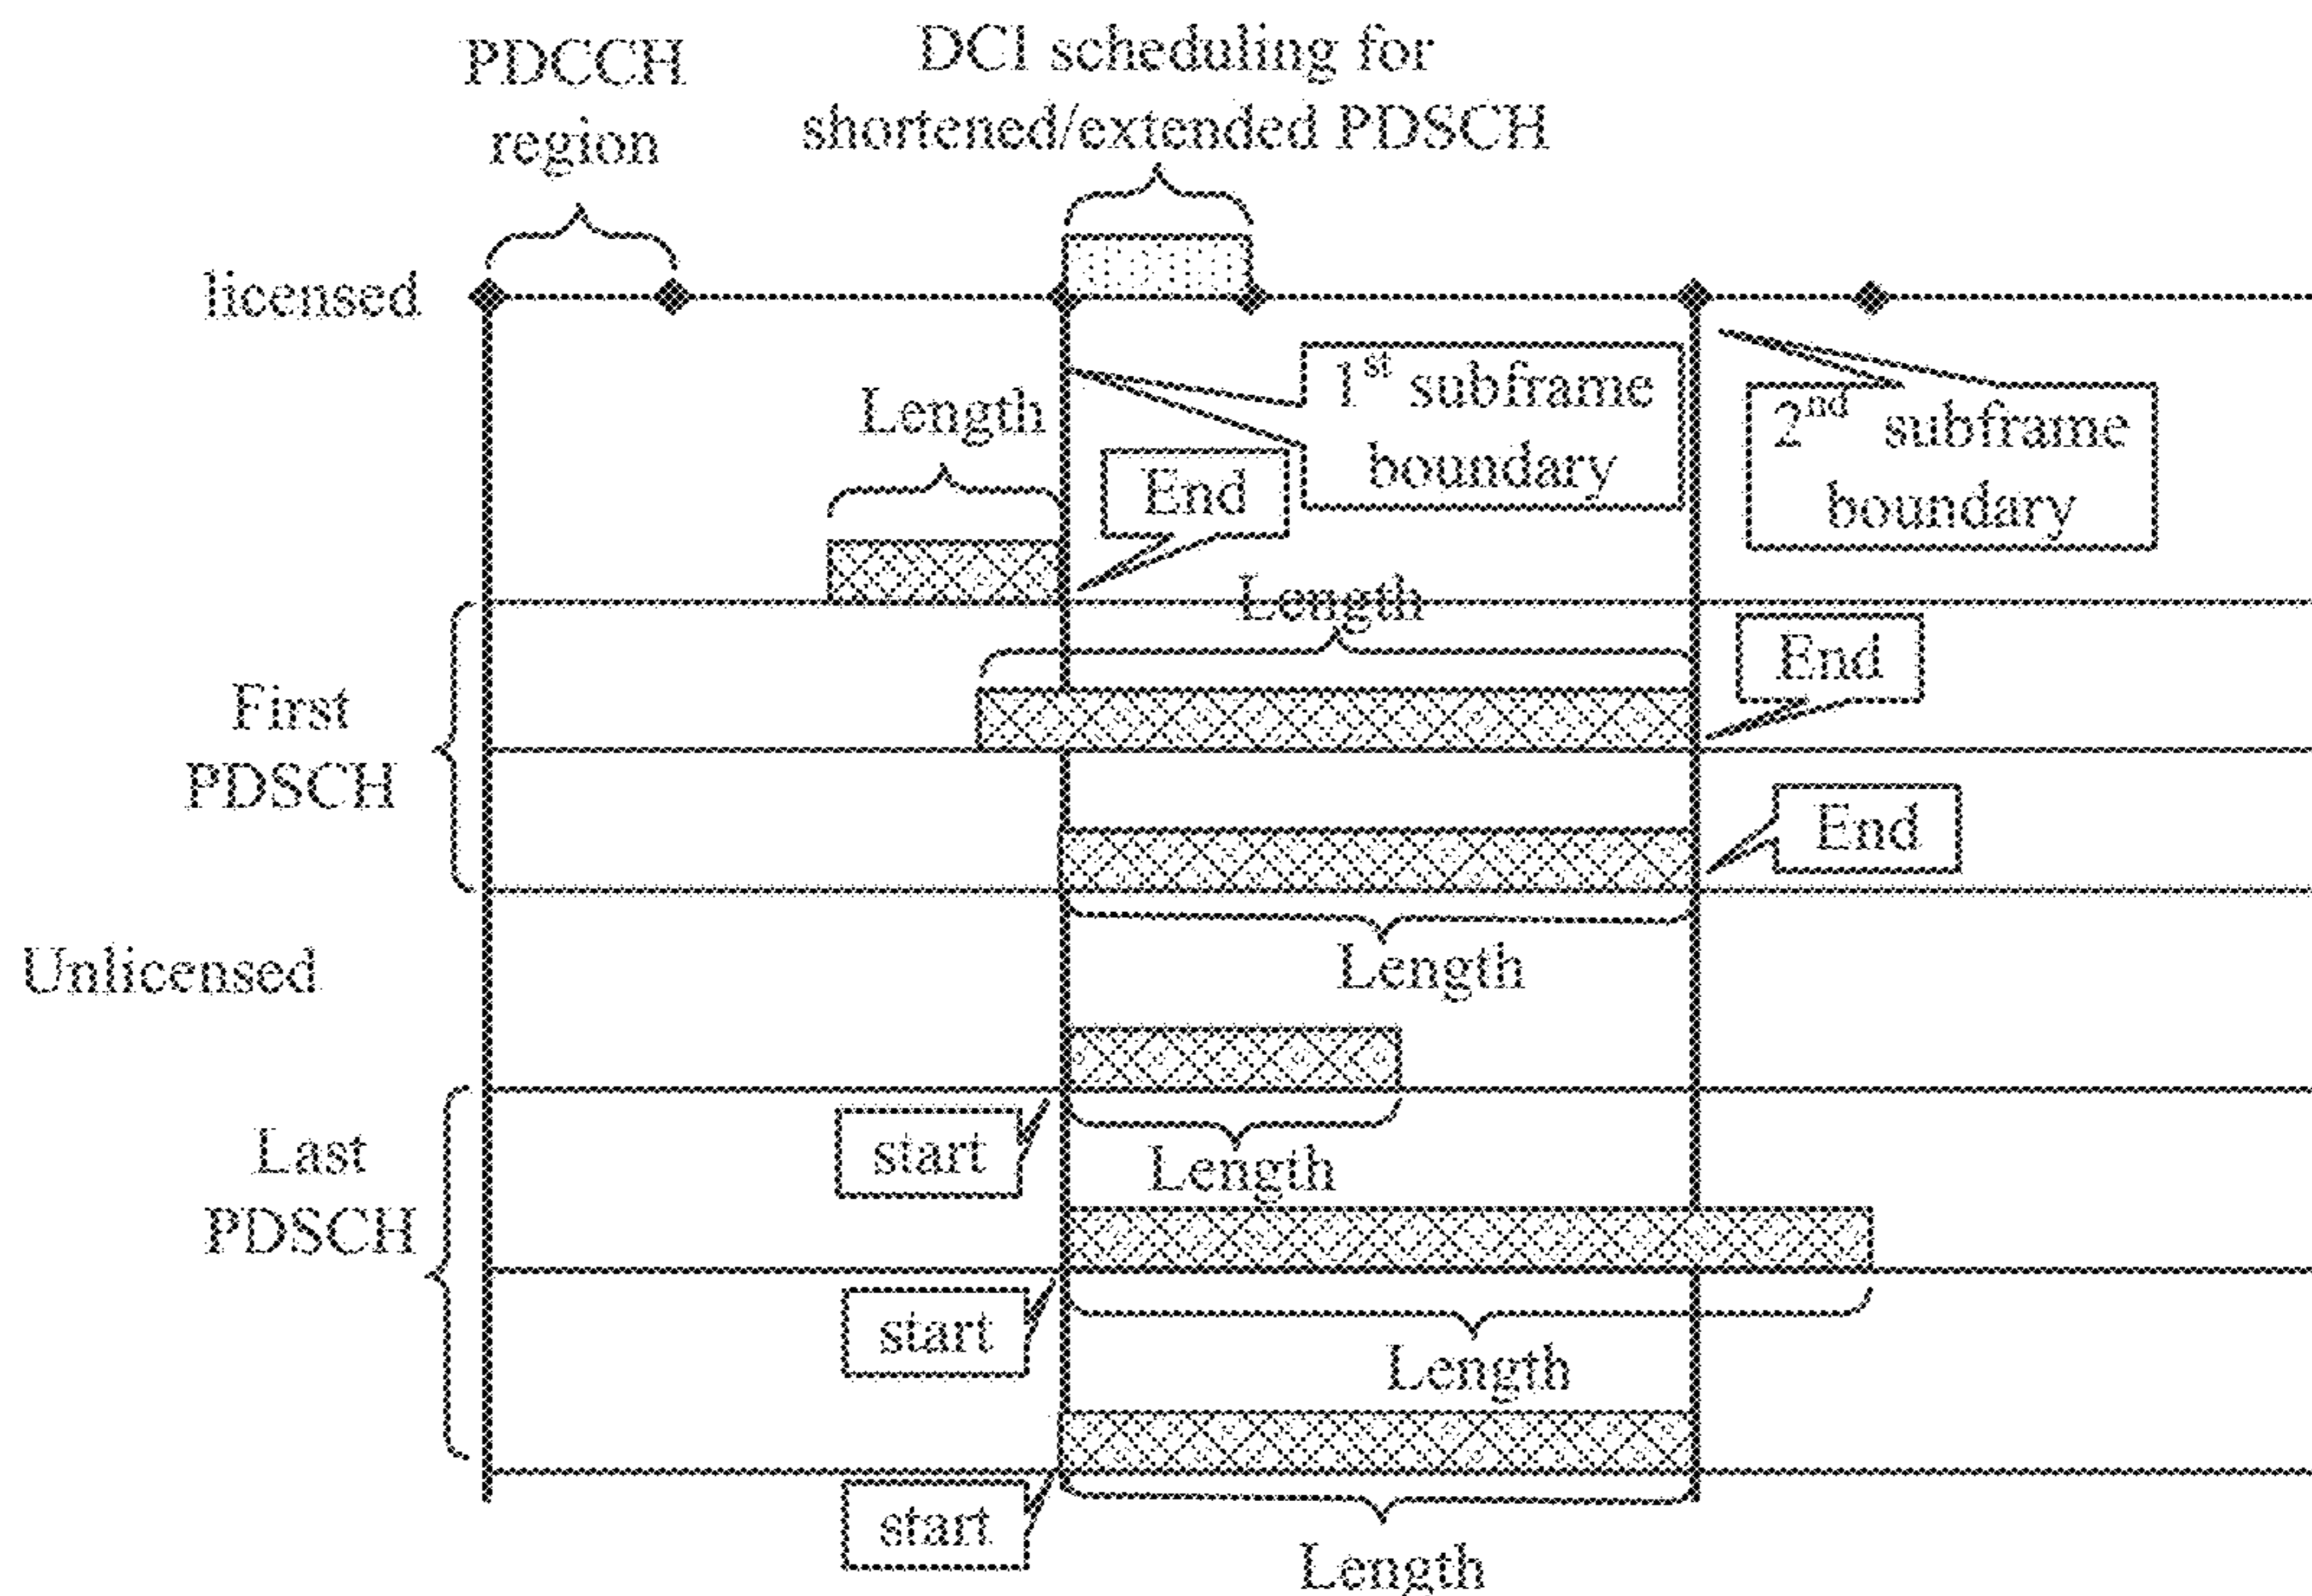 PDCCH
region
DCI scheduling for
shortened/extended PDSCH
licensed
1st subframe
boundary
2nd subframe
boundary
Length
End
Length
End
First
PDSCH
End
Length
Unlicensed
start
Length
Last
PDSCH
start
Length
start
Length